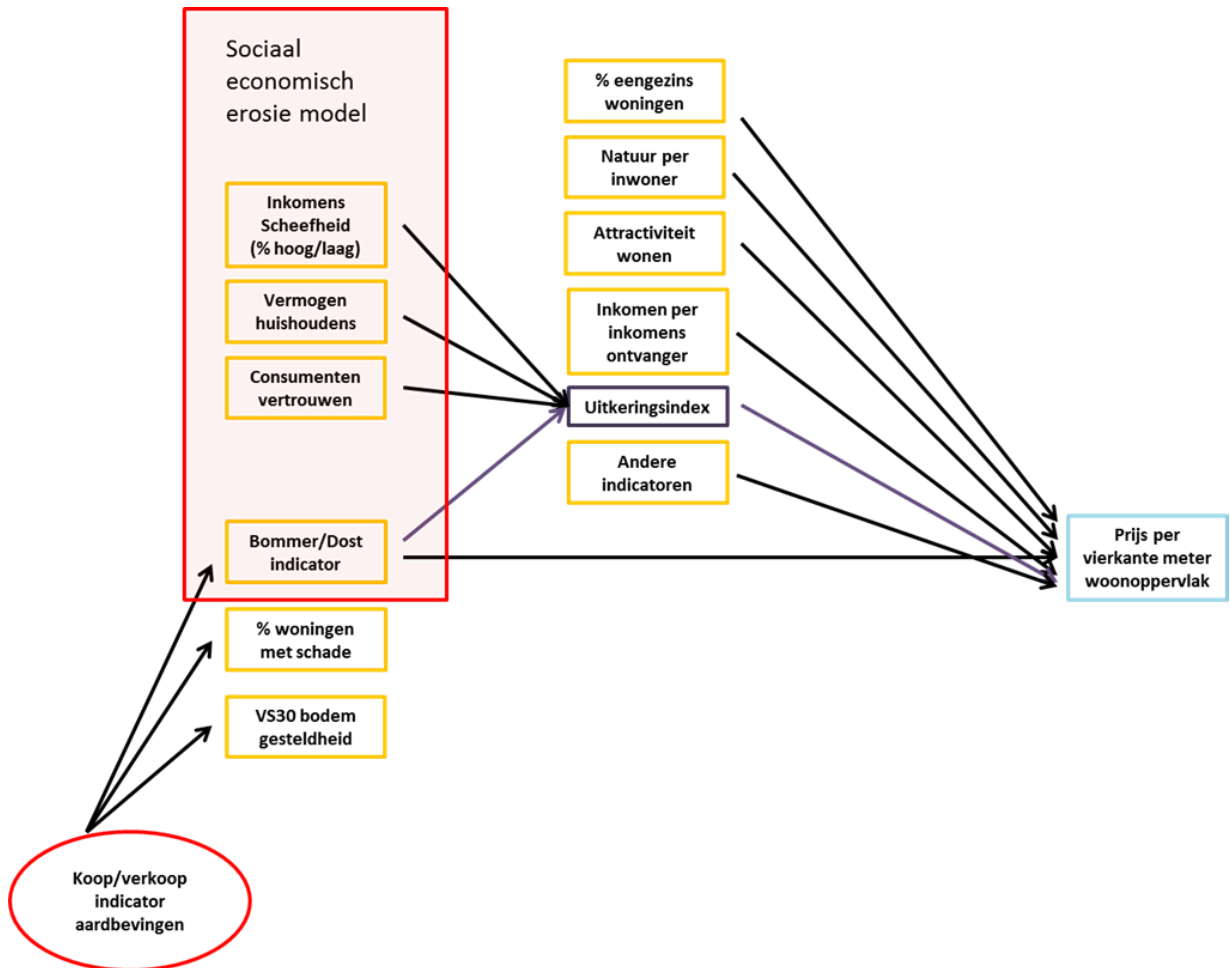 Sociaal
economisch
erosie model
Inkomens
Scheefheid
(% hoog/laag)
Vermogen
huishoudens
Consumenten
vertrouwen
Bommer/Dost
indicator
% woningen
met schade
VS30 bodem
gesteldheid
Koop/verkoop
indicator
aardbevingen
% eengezins
woningen
Natuur per
inwoner
Attractiviteit
wonen
Inkomen per
inkomens
ontvanger
Uitkeringsindex
Andere
indicatoren
Prijs per
vierkante meter
woonoppervlak